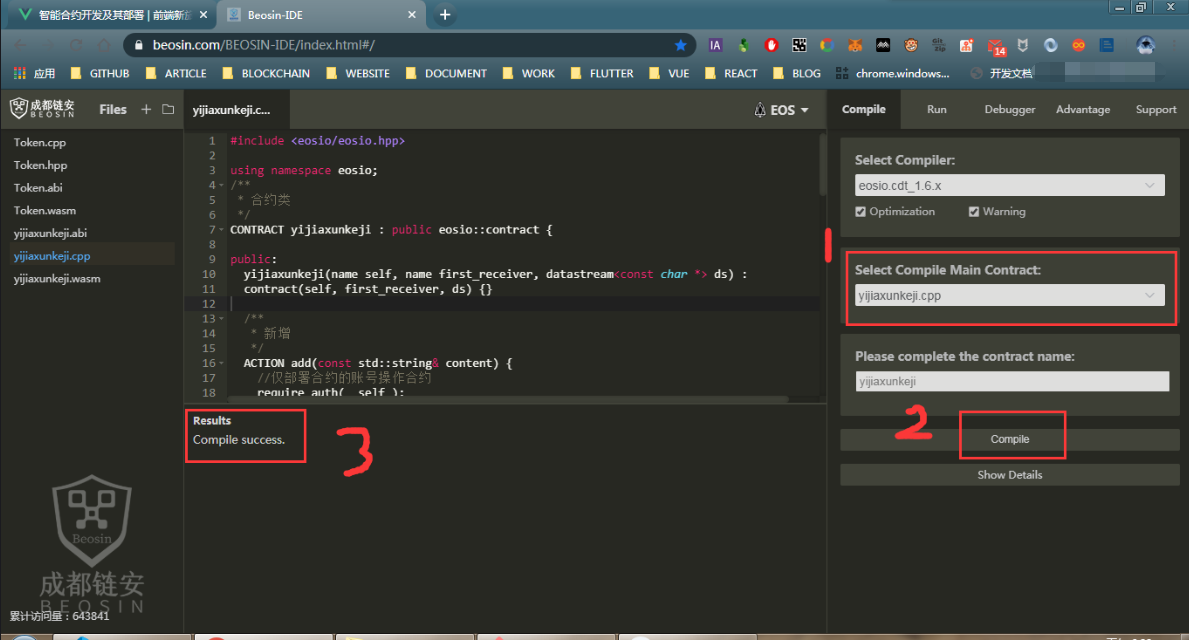 智能合约开发及其部署 | 前端新旅
Beosin-IDE
beosin.com/BEOSIN-IDE/index.html#/
IA
14
应用
GITHUB
ARTICLE
BLOCKCHAIN
WEBSITE
DOCUMENT
WORK
FLUTTER
VUE
REACT
BLOG
chrome.windows...
开发文档
成都链安
BEOSIN
Files
yijiaxunkeji.c...
EOS
Compile
Run
Debugger
Advantage
Support
Token.cpp
Token.hpp
Token.abi
Token.wasm
yijiaxunkeji.abi
yijiaxunkeji.cpp
yijiaxunkeji.wasm
1 #include <eosio/eosio.hpp>
2
3 using namespace eosio;
4 /**
5 * 合约类
6 */
7 CONTRACT yijiaxunkeji : public eosio::contract {
8
9 public:
10 yijiaxunkeji(name self, name first_receiver, datastream<const char *> ds) :
11 contract(self, first_receiver, ds) {}
12
13 /**
14 * 新增
15 */
16 ACTION add(const std::string& content) {
17 //仅部署合约的账号操作合约
18 require_auth(_self );
Results
Compile success.
3
Select Compiler:
eosio.cdt_1.6.x
Optimization
Warning
1
Select Compile Main Contract:
yijiaxunkeji.cpp
Please complete the contract name:
yijiaxunkeji
2
Compile
Show Details
Beosin
成都链安
BEOSIN
累计访问量：643841